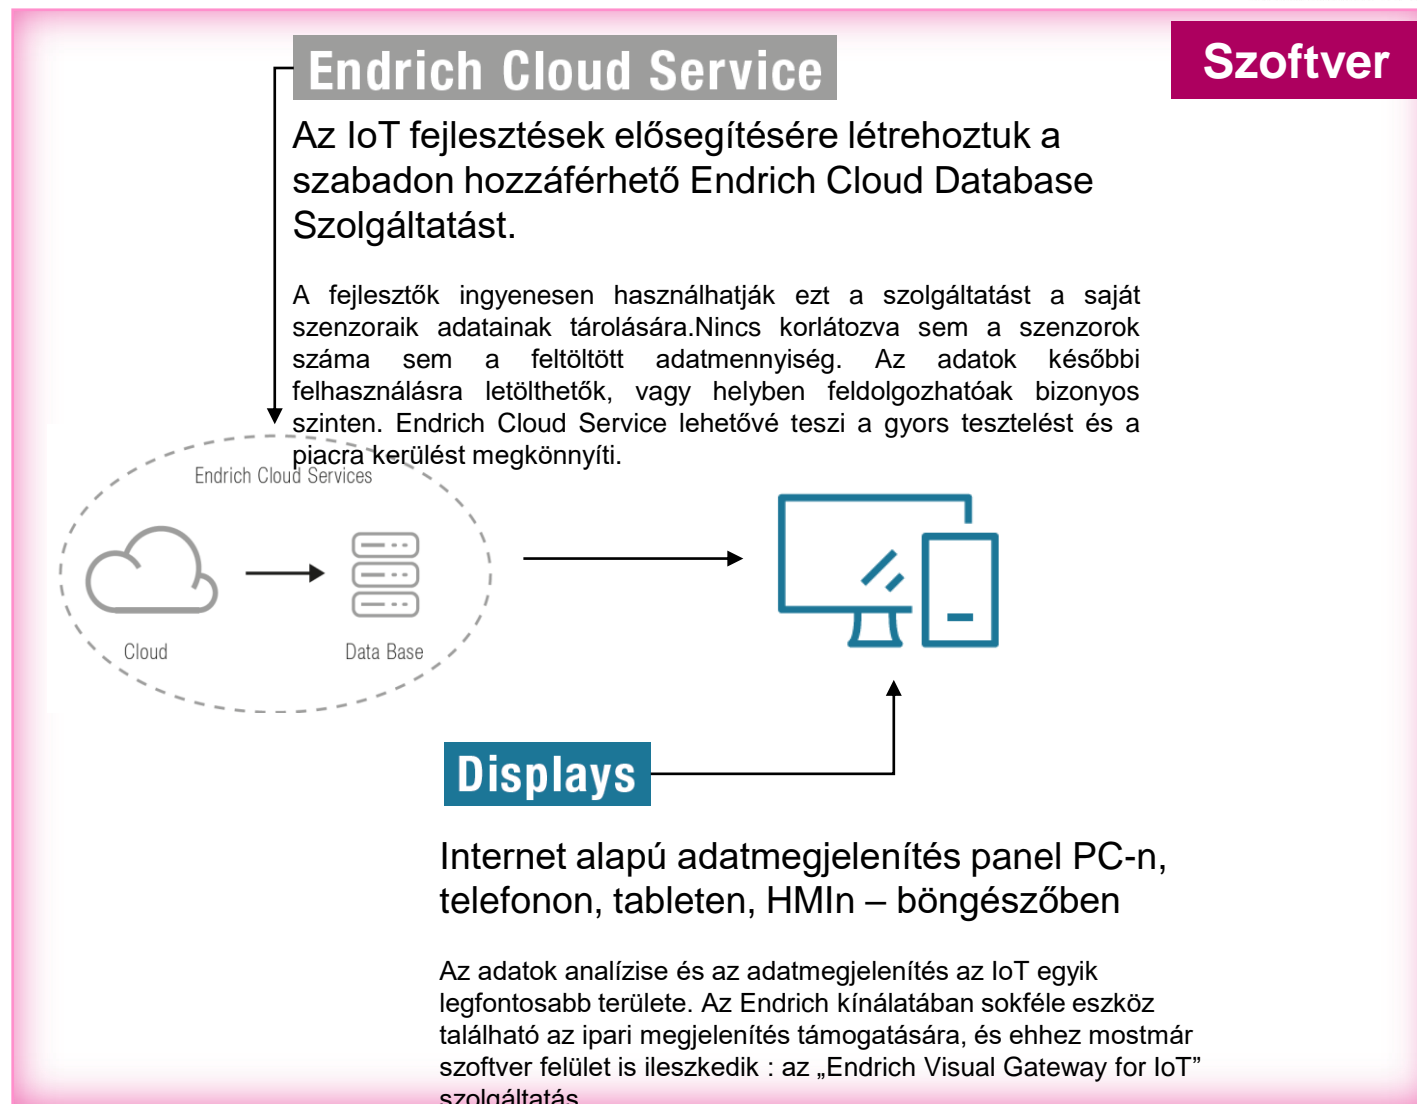 Endrich Cloud Service
Szoftver
Az IoT fejlesztések elősegítésére létrehoztuk a
szabadon hozzáférhető Endrich Cloud Database
Szolgáltatást.
A fejlesztők ingyenesen használhatják ezt a szolgáltatást a saját
szenzoraik adatainak tárolására.Nincs korlátozva sem a szenzorok
száma sem a feltöltött adatmennyiség. Az adatok későbbi
felhasználásra letölthetők, vagy helyben feldolgozhatóak bizonyos
szinten. Endrich Cloud Service lehetővé teszi a gyors tesztelést és a
piacra kerülést megkönnyíti.
Endrich Cloud Services
Cloud
Data Base
Displays
Internet alapú adatmegjelenítés panel PC-n,
telefonon, tableten, HMIn – böngészőben
Az adatok analízise és az adatmegjelenítés az IoT egyik
legfontosabb területe. Az Endrich kínálatában sokféle eszköz
található az ipari megjelenítés támogatására, és ehhez mostmár
szoftver felület is ileszkedik : az „Endrich Visual Gateway for IoT”
szolgáltatás